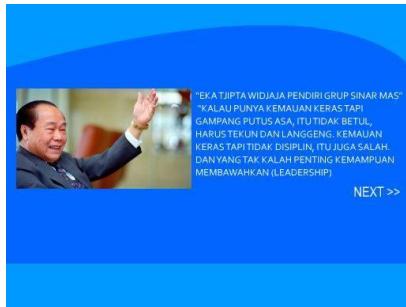 "EKA TJIPTA WIDJAJA PENDIRI GRUP SINAR MAS"
"KALAU PUNYA KEMAUAN KERAS TAPI
GAMPANG PUTUS ASA, ITU TIDAK BETUL,
HARUS TEKUN DAN LANGGENG. KEMAUAN
KERAS TAPI TIDAK DISIPLIN, ITU JUGA SALAH.
DAN YANG TAK KALAH PENTING KEMAMPUAN
MEMBAWAHKAN (LEADERSHIP)
NEXT >>